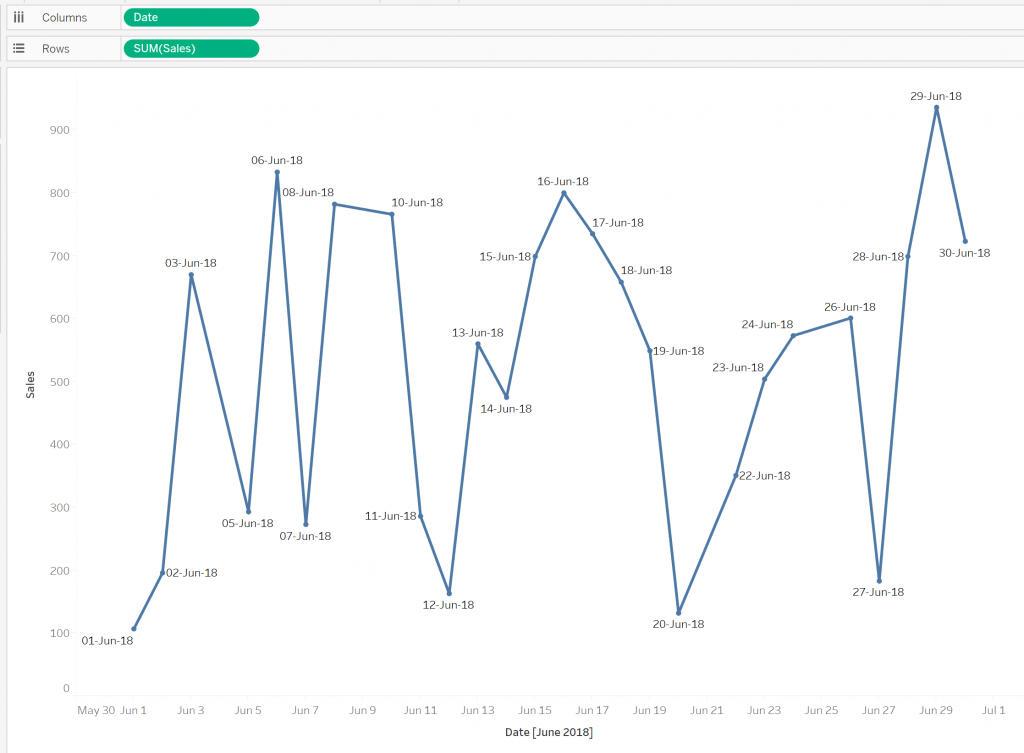 Columns Date
Rows SUM(Sales)
29-Jun-18
900
06-Jun-18
16-Jun-18
800 08-Jun-18
10-Jun-18
17-Jun-18
700 15-Jun-18 28-Jun-18
30-Jun-18
03-Jun-18
18-Jun-18
600 26-Jun-18
24-Jun-18
13-Jun-18
19-Jun-18
23-Jun-18
500
Sales
14-Jun-18
400
22-Jun-18
300
11-Jun-18
05-Jun-18
07-Jun-18
200 02-Jun-18
27-Jun-18
12-Jun-18
20-Jun-18
100
01-Jun-18
0
May 30 Jun 1 Jun 3 Jun 5 Jun 7 Jun 9 Jun 11 Jun 13 Jun 15 Jun 17 Jun 19 Jun 21 Jun 23 Jun 25 Jun 27 Jun 29 Jul 1
Date [June 2018]